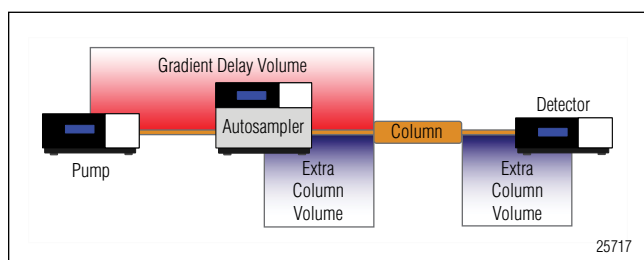 Gradient Delay Volume
Autosampler
Pump
Column
Detector
Extra
Column
Volume
Extra
Column
Volume
25717